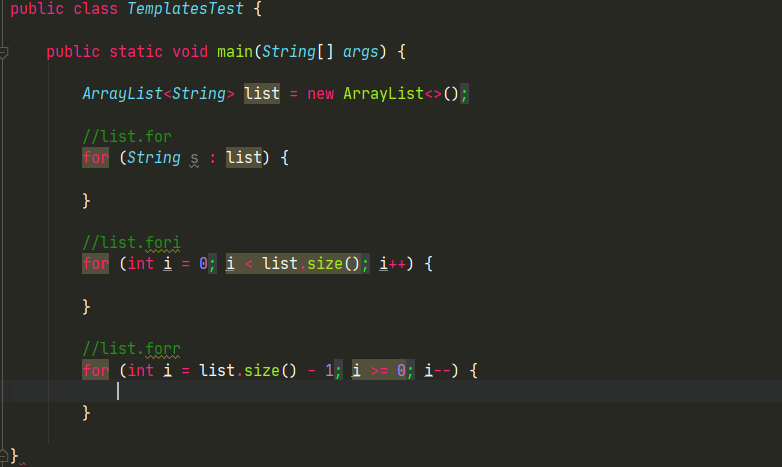 public class TemplatesTest {
public static void main(String[] args) {
ArrayList<String> list = new ArrayList<>();
//list.for
for (String s : list) {
}
//list.fori
for (int i = 0; i < list.size(); i++) {
}
//list.forr
for (int i = list.size() - 1; i >= 0; i--) {
}
}